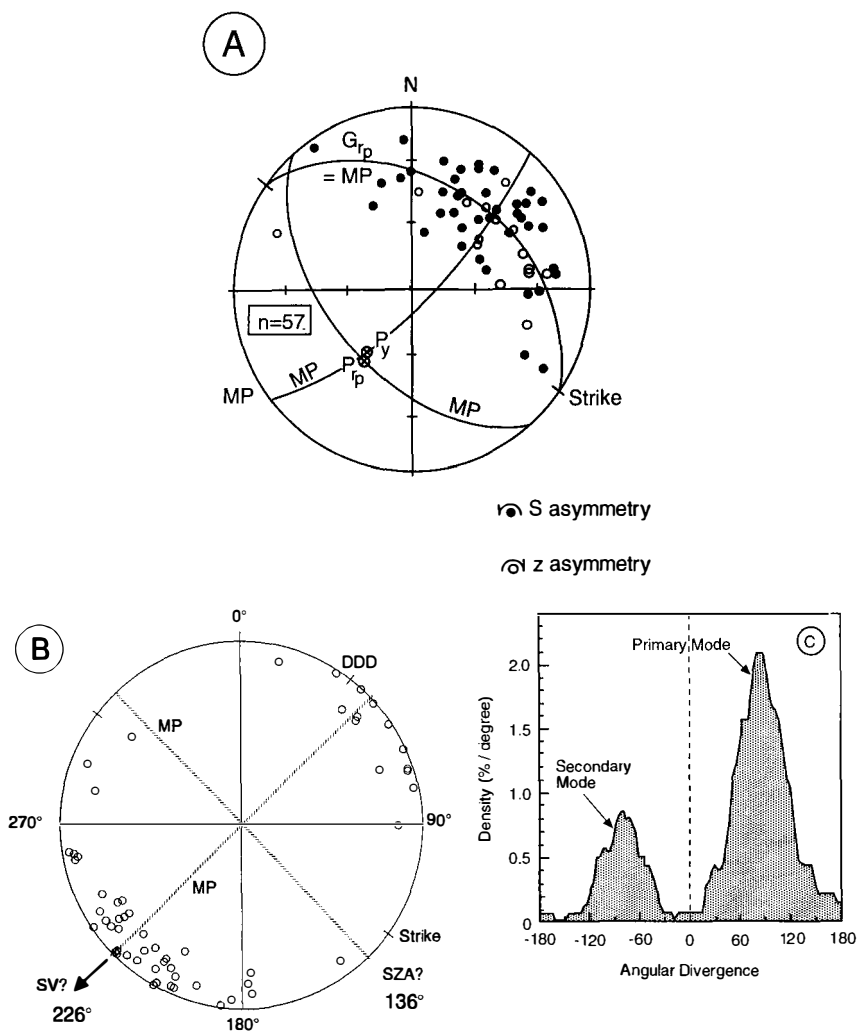 A
N
G rp
= MP
n=57.
P y
P rp
MP
MP
MP
Strike
S asymmetry
z asymmetry
B
0°
DDD
MP
270°
90°
MP
Strike
SV?
226°
SZA?
136°
180°
C
Primary Mode
Secondary
Mode
Density (% / degree)
2.0
1.5
1.0
0.5
0
-180 -120 -60 0 60 120 180
Angular Divergence